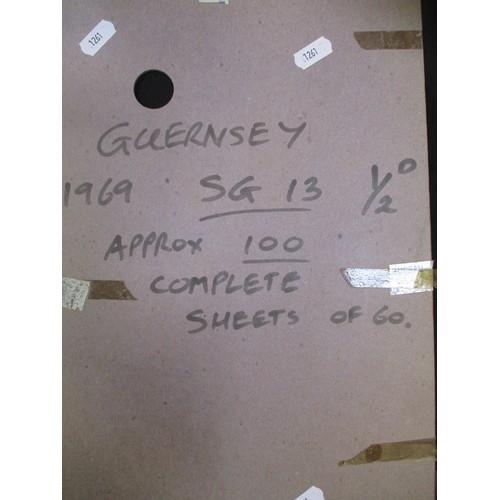 1261
1261
GUERNSEY
1969 SG 13 1/2D
APPROX 100
COMPLETE
SHEETS OF 60.